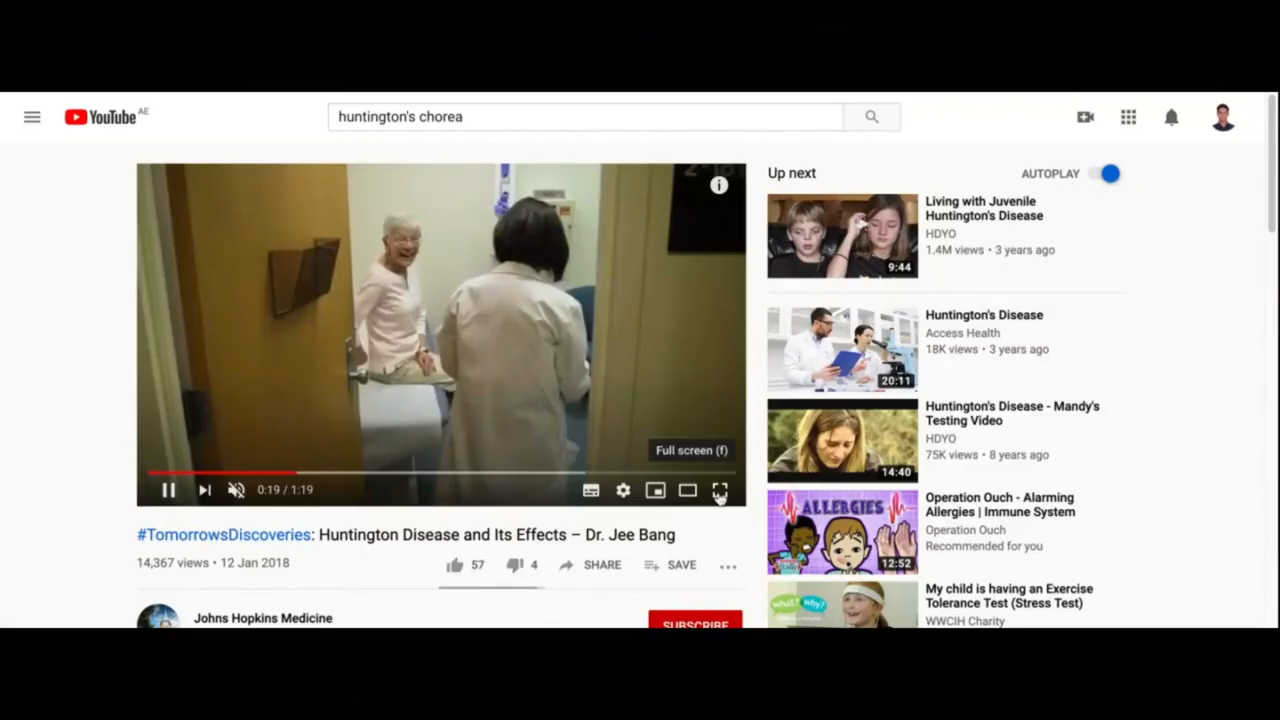 YouTube AE
huntington's chorea
Up next
AUTOPLAY
Living with Juvenile
Huntington's Disease
HDYO
1.4M views • 3 years ago
9:44
Huntington's Disease
Access Health
18K views • 3 years ago
20:11
Huntington's Disease - Mandy's
Testing Video
HDYO
75K views • 8 years ago
14:40
ALLERGIES
Operation Ouch - Alarming
Allergies | Immune System
Operation Ouch
Recommended for you
12:52
what? why?
My child is having an Exercise
Tolerance Test (Stress Test)
WWCIH Charity
Full screen (f)
0:19 / 1:19
#TomorrowsDiscoveries: Huntington Disease and Its Effects – Dr. Jee Bang
14,367 views • 12 Jan 2018
57
4
SHARE
SAVE
Johns Hopkins Medicine
SUBSCRIBE